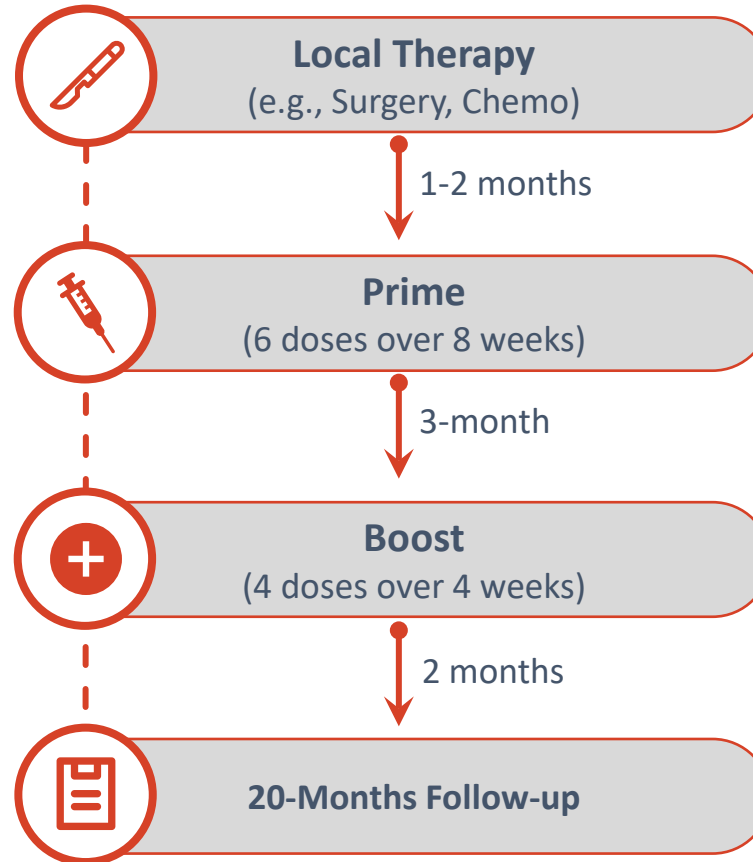 Local Therapy
(e.g., Surgery, Chemo)
1-2 months
Prime
(6 doses over 8 weeks)
3-month
Boost
(4 doses over 4 weeks)
2 months
20-Months Follow-up